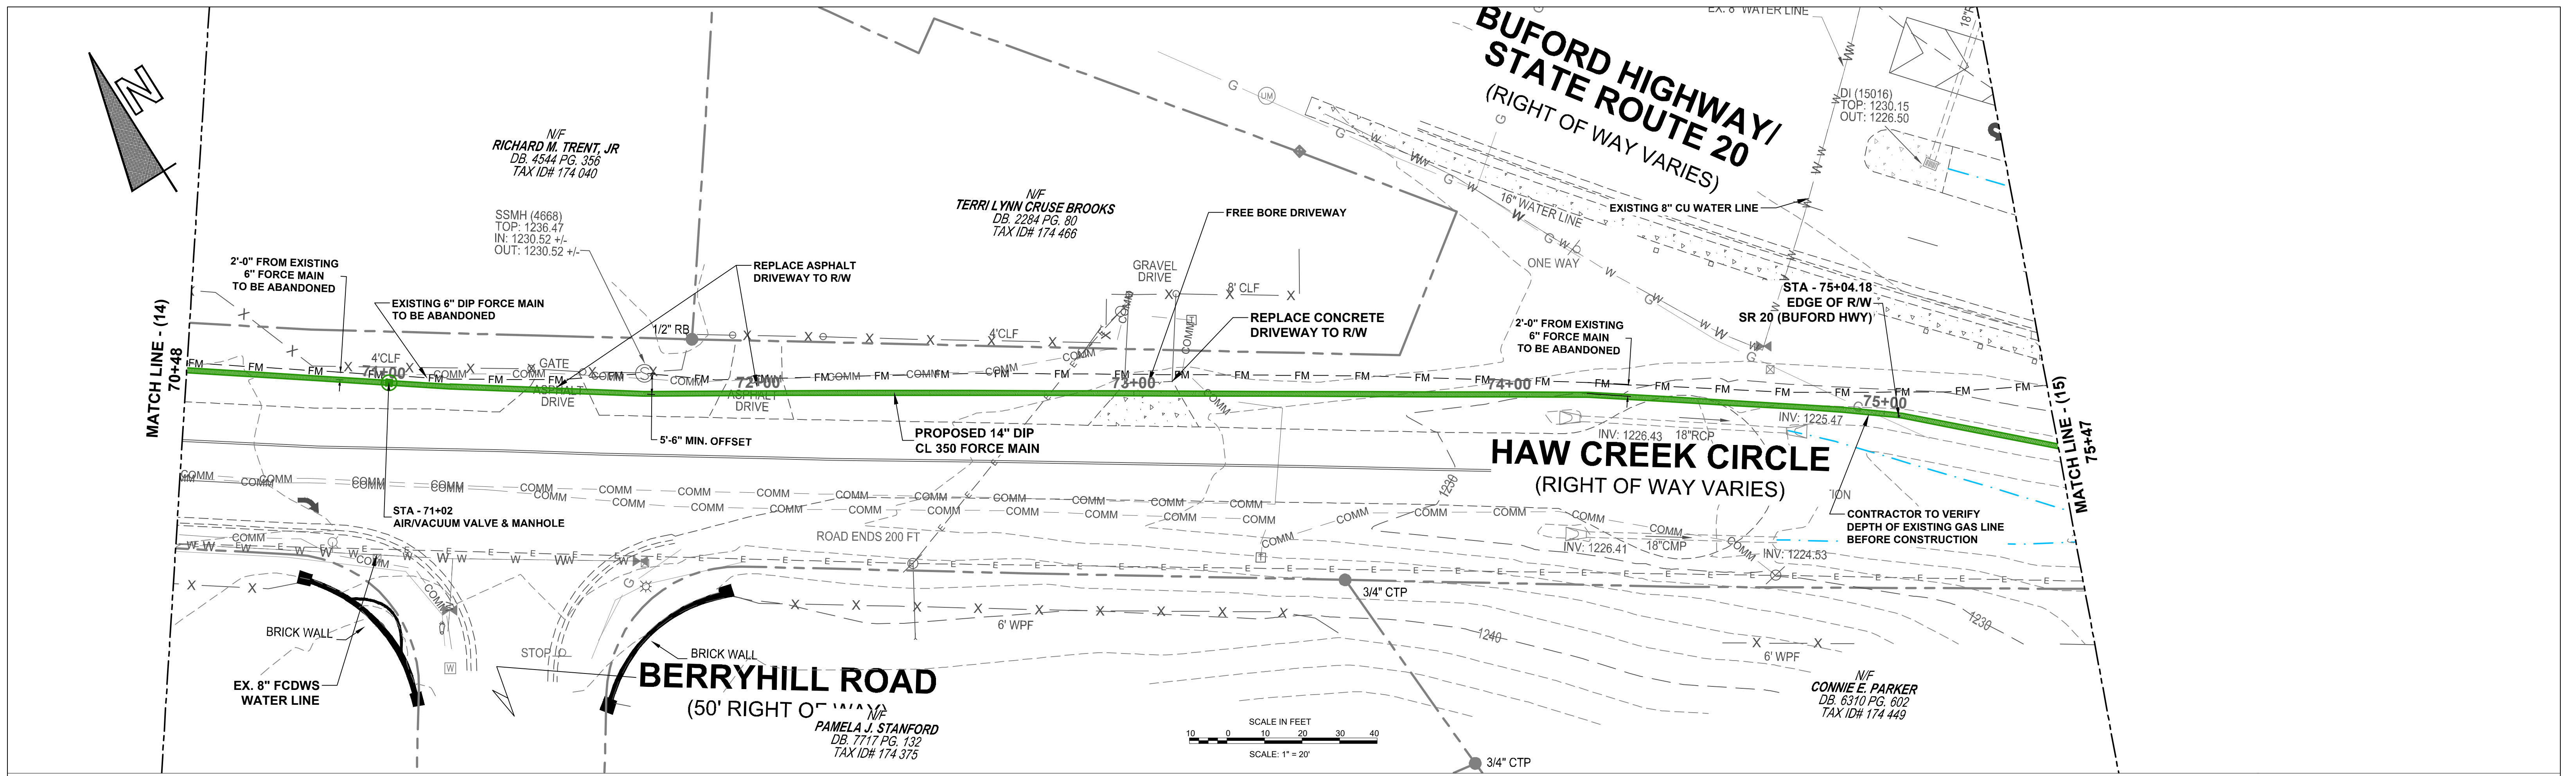 BUFORD HIGHWAY/
STATE ROUTE 20
(RIGHT OF WAY VARIES)
EX. 8" WATER LINE
DI (15016)
TOP: 1230.15
OUT: 1226.50
N
N/F
RICHARD M. TRENT, JR
DB. 4544 PG. 356
TAX ID# 174 040
N/F
TERRI LYNN CRUSE BROOKS
DB. 2284 PG. 80
TAX ID# 174 466
FREE BORE DRIVEWAY
16" WATER LINE
EXISTING 8" CU WATER LINE
SSMH (4668)
TOP: 1236.47
IN: 1230.52 +/-
OUT: 1230.52 +/-
2'-0" FROM EXISTING
6" FORCE MAIN
TO BE ABANDONED
REPLACE ASPHALT
DRIVEWAY TO R/W
GRAVEL
DRIVE
ONE WAY
8' CLF
STA - 75+04.18
EDGE OF R/W
SR 20 (BUFORD HWY)
EXISTING 6" DIP FORCE MAIN
TO BE ABANDONED
1/2" RB
4'CLF
REPLACE CONCRETE
DRIVEWAY TO R/W
2'-0" FROM EXISTING
6" FORCE MAIN
TO BE ABANDONED
MATCH LINE - (14)
70+48
4'CLF
GATE
71+00
72+00
73+00
74+00
75+00
ASPHALT
DRIVE
ASPHALT
DRIVE
5'-6" MIN. OFFSET
PROPOSED 14" DIP
CL 350 FORCE MAIN
INV: 1225.47
INV: 1226.43
18"RCP
MATCH LINE - (15)
75+47
HAW CREEK CIRCLE
(RIGHT OF WAY VARIES)
1230
STA - 71+02
AIR/VACUUM VALVE & MANHOLE
ROAD ENDS 200 FT
CONTRACTOR TO VERIFY
DEPTH OF EXISTING GAS LINE
BEFORE CONSTRUCTION
INV: 1226.41
18"CMP
INV: 1224.53
3/4" CTP
BRICK WALL
6' WPF
1240
1230
6' WPF
STOP
BRICK WALL
EX. 8" FCDWS
WATER LINE
BERRYHILL ROAD
(50' RIGHT OF WAY)
N/F
PAMELA J. STANFORD
DB. 7717 PG. 132
TAX ID# 174 375
N/F
CONNIE E. PARKER
DB. 6310 PG. 602
TAX ID# 174 449
SCALE IN FEET
10 0 10 20 30 40
SCALE: 1" = 20'
3/4" CTP